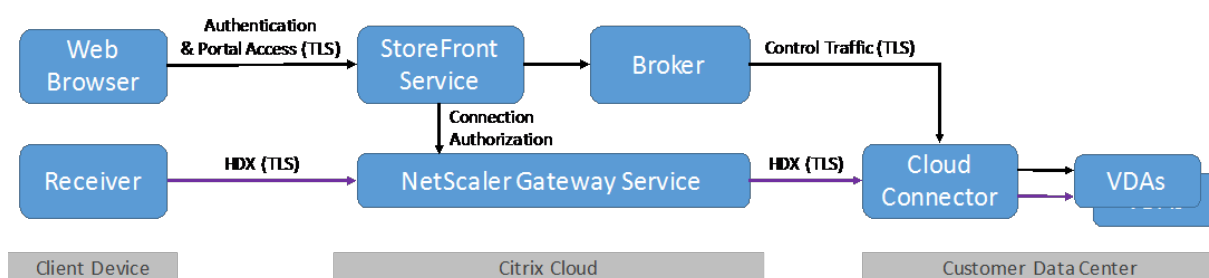 Authentication
& Portal Access (TLS)
Web
Browser
StoreFront
Service
Broker
Control Traffic (TLS)
Connection
Authorization
Receiver
HDX (TLS)
NetScaler Gateway Service
HDX (TLS)
Cloud
Connector
VDAs
Client Device
Citrix Cloud
Customer Data Center